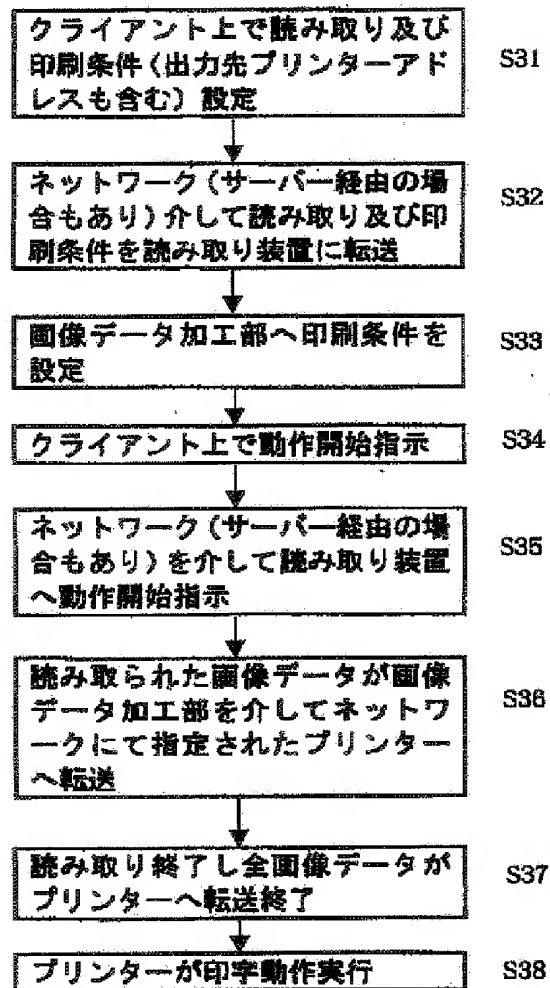 クライアント上で読み取り及び
印刷条件(出力先プリンターアド
レスも含む)設定
S31
ネットワーク(サーバー経由の場
合もあり)介して読み取り及び印
刷条件を読み取り装置に転送
S32
画像データ加工部へ印刷条件を
設定
S33
クライアント上で動作開始指示
S34
ネットワーク(サーバー経由の場
合もあり)を介して読み取り装置
へ動作開始指示
S35
読み取られた画像データが画像
データ加工部を介してネットワ
ークにて指定されたプリンター
へ転送
S36
読み取り終了し全画像データが
プリンターへ転送終了
S37
プリンターが印字動作実行
S38